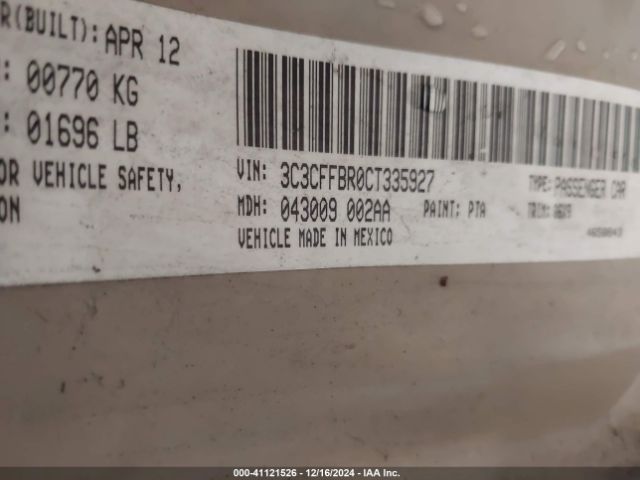 R(BUILT): APR 12
: 00770 KG
: 01696 LB
OR VEHICLE SAFETY,
ON
VIN: 3C3CFFBR0CT335927 TYPE: PASSENGER CAR
MDH: 043009 002AA PAINT: PTA TRIM:
VEHICLE MADE IN MEXICO
000-41121526 - 12/16/2024 - IAA Inc.